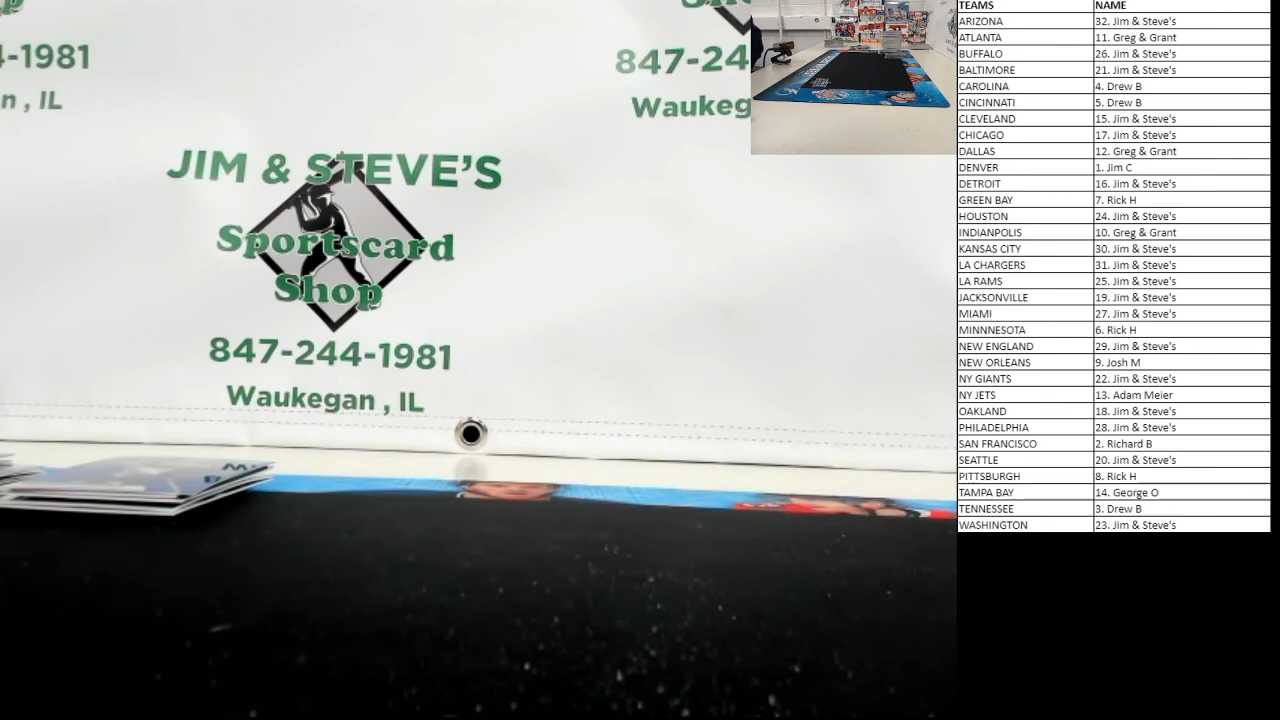 -1981
n , IL
847-24
Waukeg
JIM & STEVE'S
Sportscard
Shop
847-244-1981
Waukegan , IL
TEAMS NAME
ARIZONA 32. Jim & Steve's
ATLANTA 11. Greg & Grant
BUFFALO 26. Jim & Steve's
BALTIMORE 21. Jim & Steve's
CAROLINA 4. Drew B
CINCINNATI 5. Drew B
CLEVELAND 15. Jim & Steve's
CHICAGO 17. Jim & Steve's
DALLAS 12. Greg & Grant
DENVER 1. Jim C
DETROIT 16. Jim & Steve's
GREEN BAY 7. Rick H
HOUSTON 24. Jim & Steve's
INDIANPOLIS 10. Greg & Grant
KANSAS CITY 30. Jim & Steve's
LA CHARGERS 31. Jim & Steve's
LA RAMS 25. Jim & Steve's
JACKSONVILLE 19. Jim & Steve's
MIAMI 27. Jim & Steve's
MINNNESOTA 6. Rick H
NEW ENGLAND 29. Jim & Steve's
NEW ORLEANS 9. Josh M
NY GIANTS 22. Jim & Steve's
NY JETS 13. Adam Meier
OAKLAND 18. Jim & Steve's
PHILADELPHIA 28. Jim & Steve's
SAN FRANCISCO 2. Richard B
SEATTLE 20. Jim & Steve's
PITTSBURGH 8. Rick H
TAMPA BAY 14. George O
TENNESSEE 3. Drew B
WASHINGTON 23. Jim & Steve's